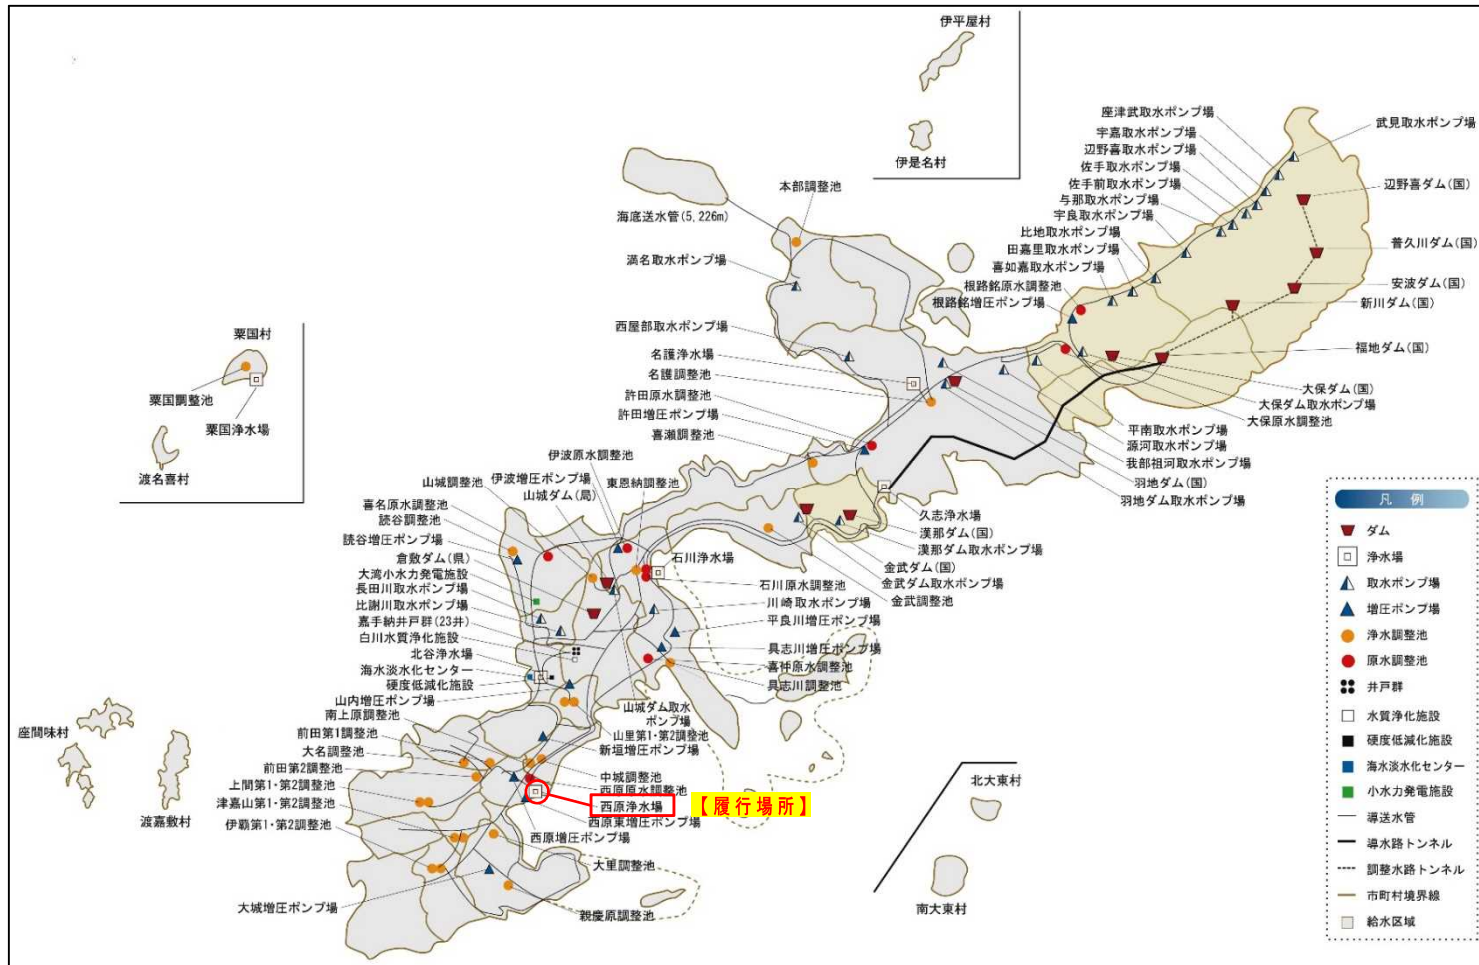 伊平屋村
伊是名村
座津武取水ポンプ場
武見取水ポンプ場
宇嘉取水ポンプ場
辺野喜取水ポンプ場
佐手取水ポンプ場
佐手前取水ポンプ場
与那取水ポンプ場
宇良取水ポンプ場
比地取水ポンプ場
田嘉里取水ポンプ場
喜如嘉取水ポンプ場
根路銘原水調整池
根路銘増圧ポンプ場
辺野喜ダム(国)
普久川ダム(国)
安波ダム(国)
新川ダム(国)
福地ダム(国)
大保ダム(国)
大保ダム取水ポンプ場
大保原水調整池
平南取水ポンプ場
源河取水ポンプ場
我部祖河取水ポンプ場
羽地ダム(国)
羽地ダム取水ポンプ場
本部調整池
海底送水管(5,226m)
満名取水ポンプ場
西屋部取水ポンプ場
名護浄水場
名護調整池
許田原水調整池
許田増圧ポンプ場
喜瀬調整池
粟国村
粟国調整池
粟国浄水場
渡名喜村
伊波原水調整池
伊波増圧ポンプ場
東恩納調整池
山城調整池
山城ダム(局)
喜名原水調整池
読谷調整池
読谷増圧ポンプ場
倉敷ダム(県)
大湾小水力発電施設
長田川取水ポンプ場
比謝川取水ポンプ場
嘉手納井戸群(23井)
白川水質浄化施設
北谷浄水場
海水淡水化センター
硬度低減化施設
山内増圧ポンプ場
南上原調整池
前田第1調整池
大名調整池
前田第2調整池
上間第1・第2調整池
津嘉山第1・第2調整池
伊覇第1・第2調整池
大城増圧ポンプ場
久志浄水場
漢那ダム(国)
漢那ダム取水ポンプ場
金武ダム(国)
金武ダム取水ポンプ場
金武調整池
石川浄水場
石川原水調整池
川崎取水ポンプ場
平良川増圧ポンプ場
具志川増圧ポンプ場
喜仲原水調整池
具志川調整池
山城ダム取水
ポンプ場
山里第1・第2調整池
新垣増圧ポンプ場
中城調整池
西原原水調整池
西原浄水場
【履行場所】
西原東増圧ポンプ場
西原増圧ポンプ場
大里調整池
親慶原調整池
座間味村
渡嘉敷村
北大東村
南大東村
凡 例
ダム
浄水場
取水ポンプ場
増圧ポンプ場
浄水調整池
原水調整池
井戸群
水質浄化施設
硬度低減化施設
海水淡水化センター
小水力発電施設
導送水管
導水路トンネル
調整水路トンネル
市町村境界線
給水区域